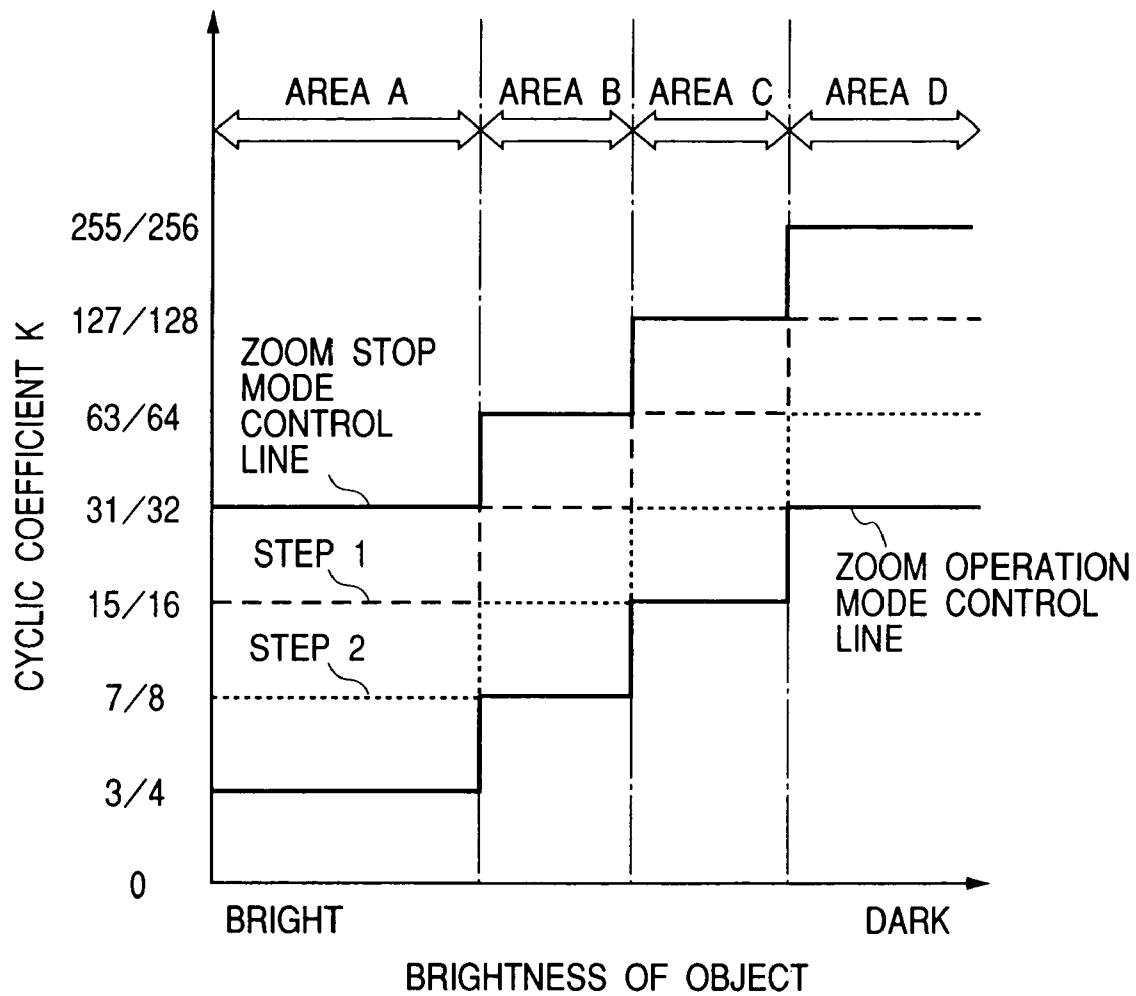 AREA A
AREA B
AREA C
AREA D
255/256
127/128
63/64
31/32
15/16
7/8
3/4
0
CYCLIC COEFFICIENT K
ZOOM STOP
MODE
CONTROL
LINE
STEP 1
STEP 2
ZOOM OPERATION
MODE CONTROL
LINE
BRIGHT
DARK
BRIGHTNESS OF OBJECT